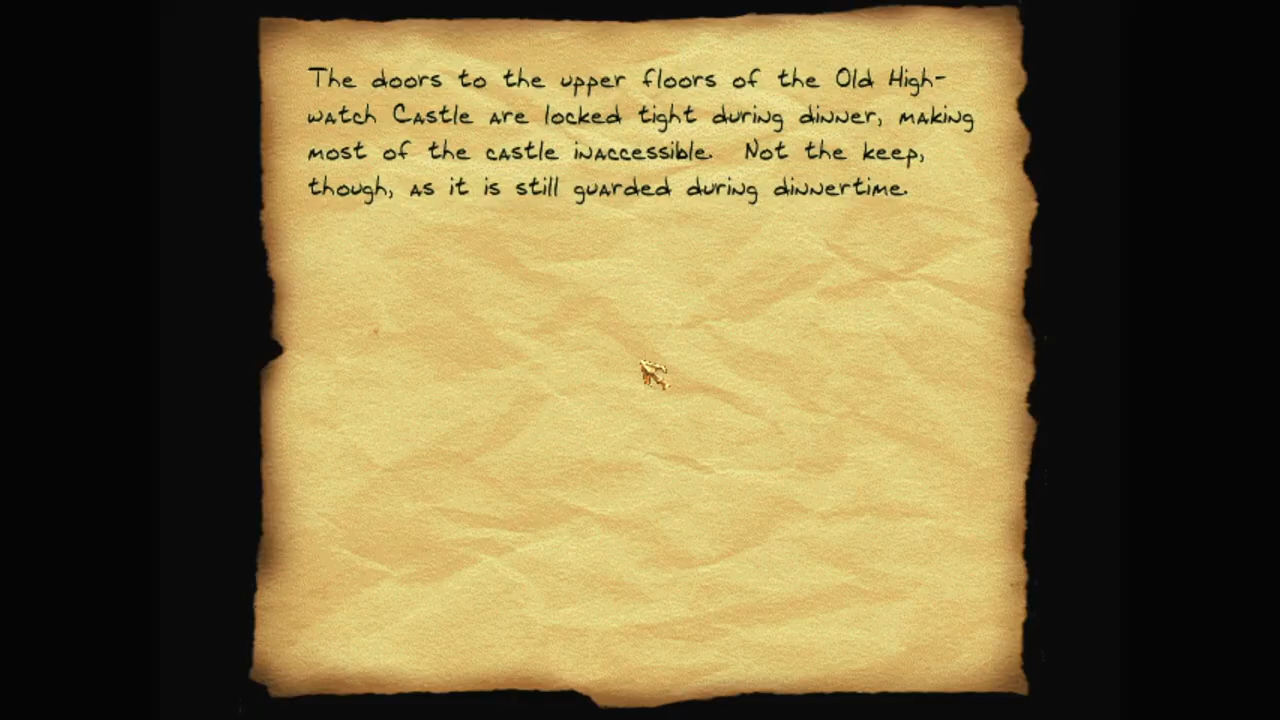 The doors to the upper floors of the Old High-
watch Castle are locked tight during dinner, making
most of the castle inaccessible. Not the keep,
though, as it is still guarded during dinnertime.